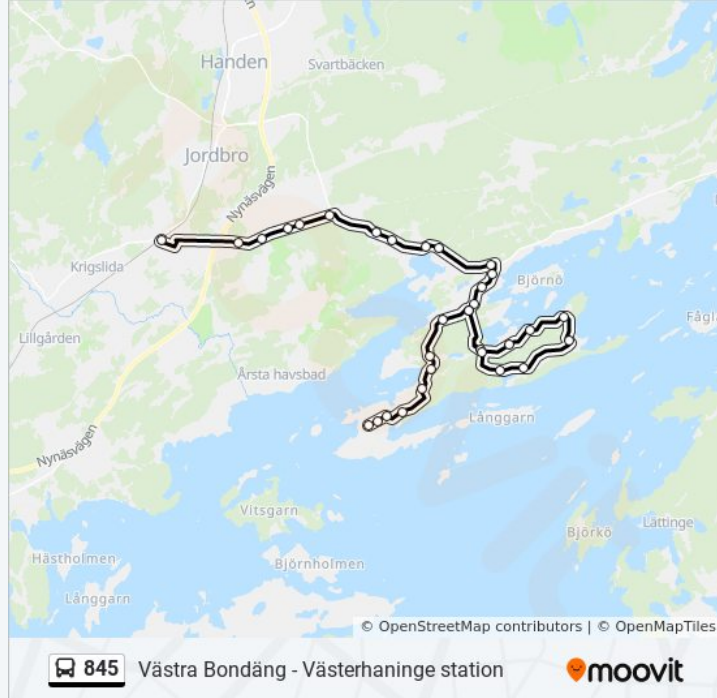 Handen
Svartbäcken
Jordbro
Nynäsvägen
Krigslida
Björnö
Lillgården
Årsta havsbad
Långgarn
Nynäsvägen
Vitsgarn
Björkö
Lättinge
Hästholmen
Björnholmen
Långgarn
© OpenStreetMap contributors | © OpenMapTiles
845 Västra Bondäng - Västerhaninge station moovit